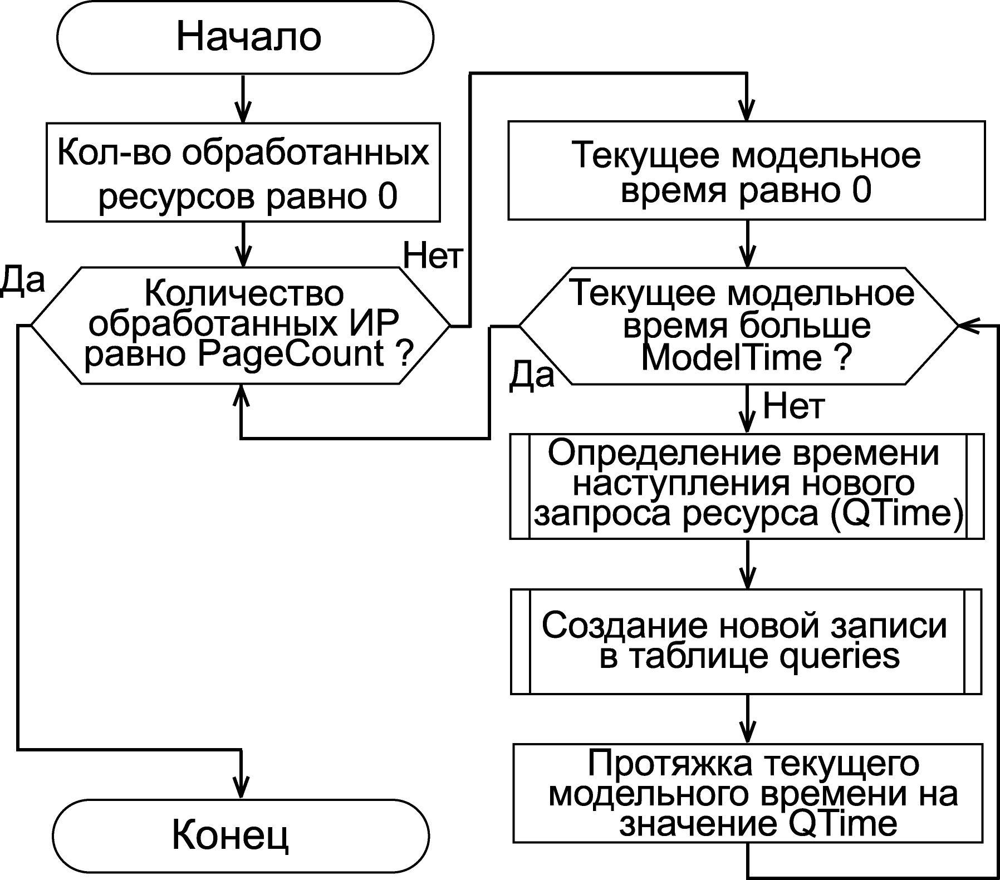 Начало
Кол-во обработанных
ресурсов равно 0
Да
Количество
обработанных ИР
равно PageCount ?
Нет
Текущее модельное
время равно 0
Текущее модельное
время больше
ModelTime ?
Да
Нет
Определение времени
наступления нового
запроса ресурса (QTime)
Создание новой записи
в таблице queries
Протяжка текущего
модельного времени на
значение QTime
Конец